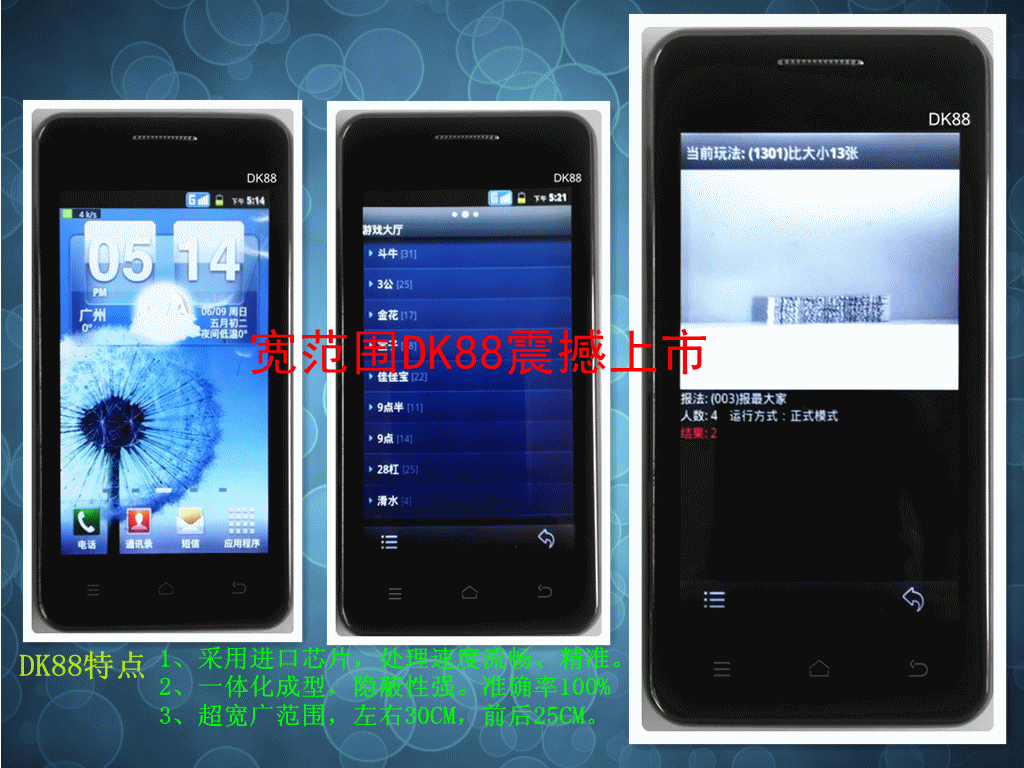 DK88
下午 5:14
4 k/s
05 14
PM
广州
0°
06/09 周日
五月初二
夜间低温0°
电话 通讯录 短信 应用程序
DK88
下午 5:21
游戏大厅
斗牛 [31]
3公 [25]
金花 [17]
佳佳宝 [22]
9点半 [11]
9点 [14]
28杠 [25]
滑水 [4]
宽范围DK88震撼上市
DK88
当前玩法: (1301)比大小13张
报法: (003)报最大家
人数: 4 运行方式：正式模式
结果: 2
DK88特点
1、采用进口芯片，处理速度流畅、精准。
2、一体化成型，隐蔽性强。准确率100%
3、超宽广范围，左右30CM，前后25CM。